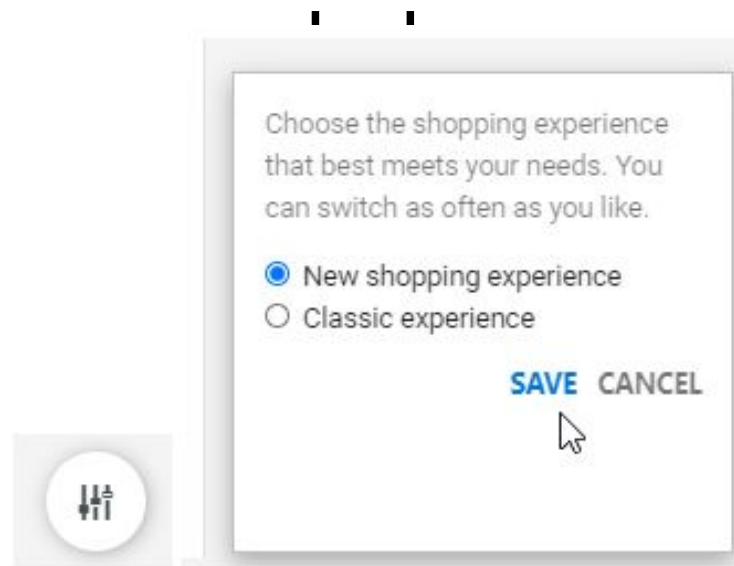 Choose the shopping experience
that best meets your needs. You
can switch as often as you like.
New shopping experience
Classic experience
SAVE CANCEL